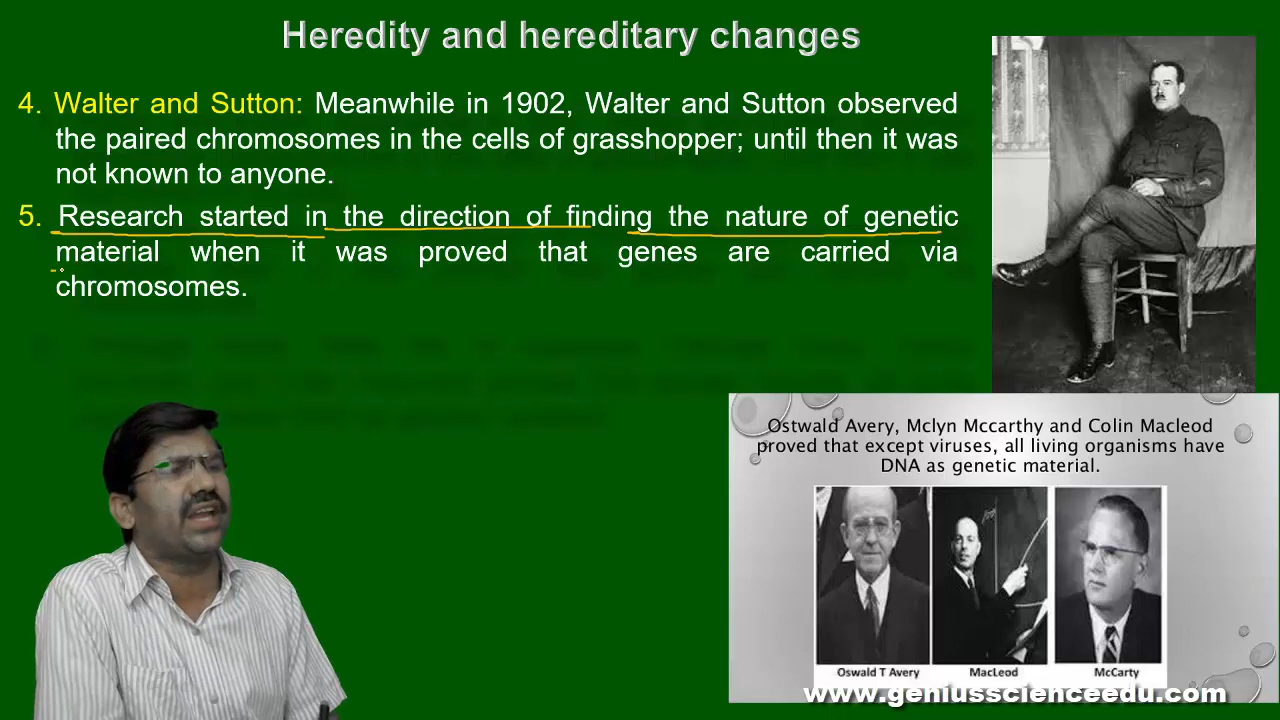 Heredity and hereditary changes
4. Walter and Sutton: Meanwhile in 1902, Walter and Sutton observed
the paired chromosomes in the cells of grasshopper; until then it was
not known to anyone.
5. Research started in the direction of finding the nature of genetic
material when it was proved that genes are carried via
chromosomes.
Ostwald Avery, Mclyn Mccarthy and Colin Macleod
proved that except viruses, all living organisms have
DNA as genetic material.
Oswald T Avery MacLeod McCarty
www.geniusscienceedu.com